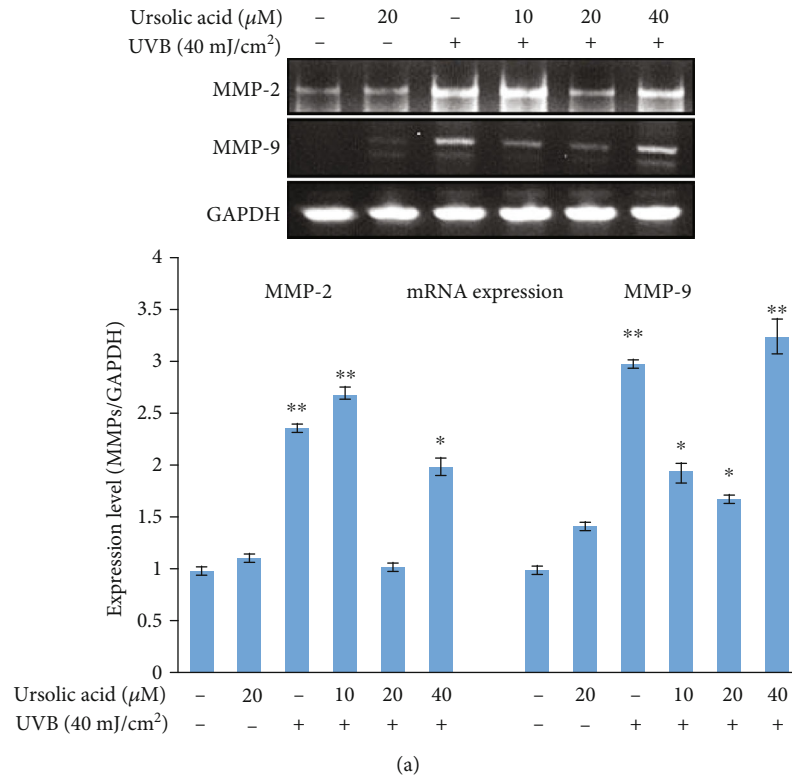 Ursolic acid (μM) – 20 – 10 20 40
UVB (40 mJ/cm²) – – + + + +
MMP-2
MMP-9
GAPDH
4
3.5
3
2.5
2
1.5
1
0.5
0
Expression level (MMPs/GAPDH)
MMP-2 mRNA expression MMP-9
** ** * ** * * **
Ursolic acid (μM) – 20 – 10 20 40 – 20 – 10 20 40
UVB (40 mJ/cm²) – – + + + + – – + + + +
(a)